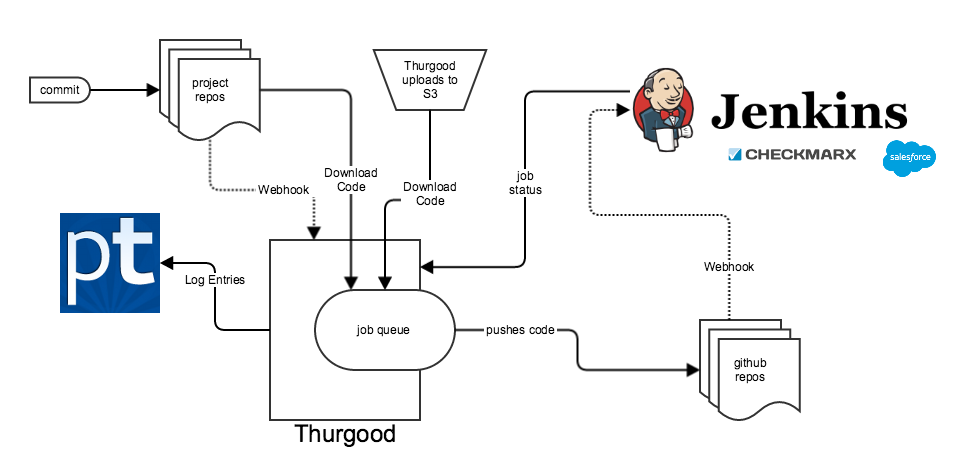 commit
project
repos
Thurgood
uploads to
S3
Jenkins
CHECKMARX
salesforce
Download
Code
Download
Code
job
status
Webhook
pt
Log Entries
Webhook
job queue
pushes code
github
repos
Thurgood